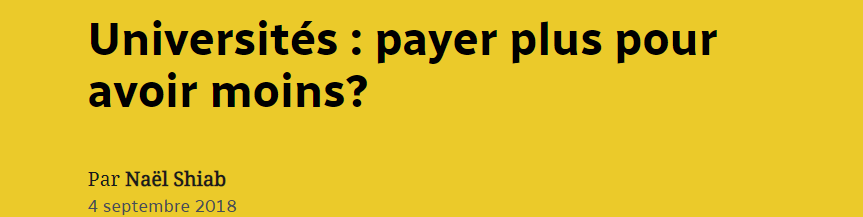 Universités : payer plus pour
avoir moins?
Par Naël Shiab
4 septembre 2018